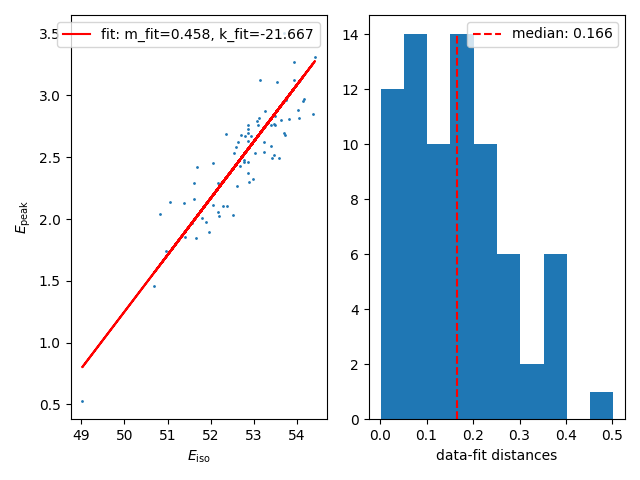 fit: m_fit=0.458, k_fit=-21.667
3.5
3.0
2.5
2.0
1.5
1.0
0.5
E_peak
49 50 51 52 53 54
E_iso
median: 0.166
14
12
10
8
6
4
2
0
0.0 0.1 0.2 0.3 0.4 0.5
data-fit distances